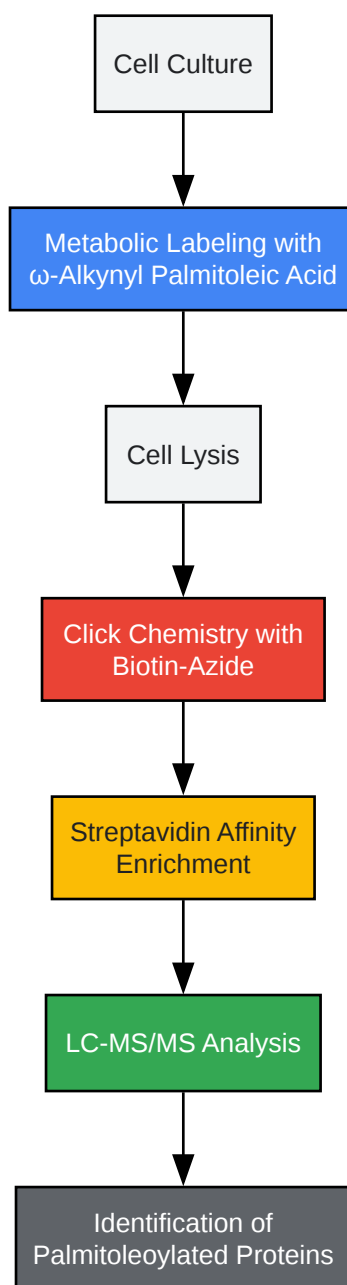 Cell Culture
Metabolic Labeling with
ω-Alkynyl Palmitoleic Acid
Cell Lysis
Click Chemistry with
Biotin-Azide
Streptavidin Affinity
Enrichment
LC-MS/MS Analysis
Identification of
Palmitoleoylated Proteins